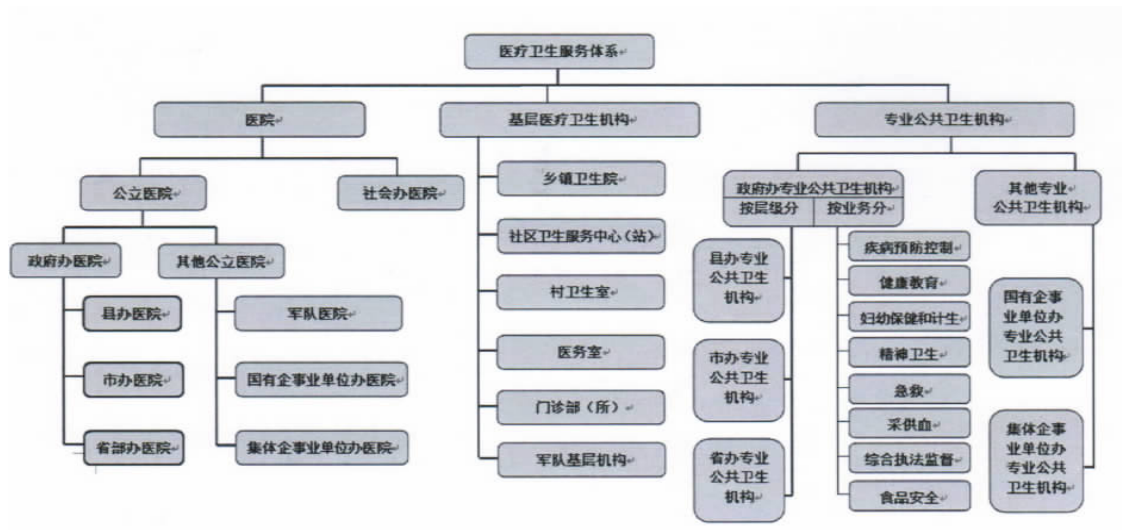 医疗卫生服务体系
医院
基层医疗卫生机构
专业公共卫生机构
公立医院
社会办医院
政府办医院
其他公立医院
县办医院
市办医院
省部办医院
军队医院
国有企事业单位办医院
集体企事业单位办医院
乡镇卫生院
社区卫生服务中心(站)
村卫生室
医务室
门诊部(所)
军队基层机构
政府办专业公共卫生机构
按层级分
按业务分
县办专业
公共卫生
机构
市办专业
公共卫生
机构
省办专业
公共卫生
机构
疾病预防控制
健康教育
妇幼保健和计生
精神卫生
急救
采供血
综合执法监督
食品安全
其他专业
公共卫生机构
国有企事
业单位办
专业公共
卫生机构
集体企事
业单位办
专业公共
卫生机构